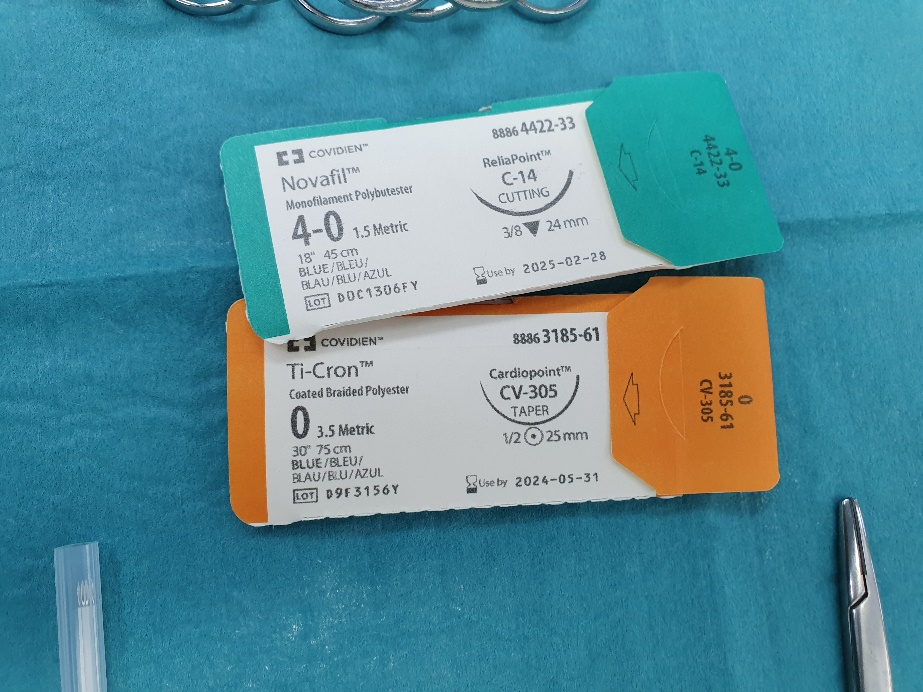 COVIDIEN™
8886 4422-33
Novafil™
Monofilament Polybutester
4-0 1.5 Metric
18" 45 cm
BLUE/BLEU/
BLAU/BLU/AZUL
LOT D0C1306FY
ReliaPoint™
C-14
CUTTING
3/8 24 mm
Use by 2025-02-28
4-0
4422-33
C-14
COVIDIEN™
8886 3185-61
Ti-Cron™
Coated Braided Polyester
0 3.5 Metric
30" 75 cm
BLUE/BLEU/
BLAU/BLU/AZUL
LOT D9F3156Y
Cardiopoint™
CV-305
TAPER
1/2 25 mm
Use by 2024-05-31
0
3185-61
CV-305